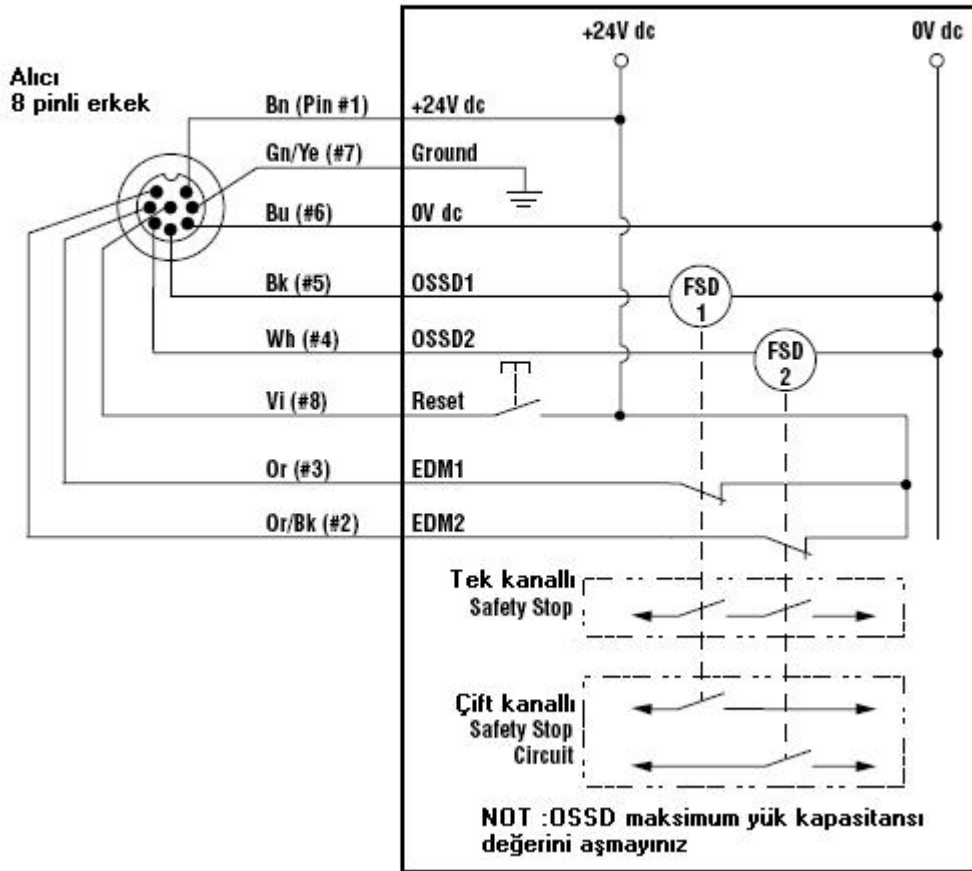 +24V dc
0V dc
Alıcı
8 pinli erkek
Bn (Pin #1)
+24V dc
Gn/Ye (#7)
Ground
Bu (#6)
0V dc
Bk (#5)
OSSD1
FSD
1
Wh (#4)
OSSD2
FSD
2
Vi (#8)
Reset
Or (#3)
EDM1
Or/Bk (#2)
EDM2
Tek kanallı
Safety Stop
Çift kanallı
Safety Stop
Circuit
NOT :OSSD maksimum yük kapasitansı
değerini aşmayınız